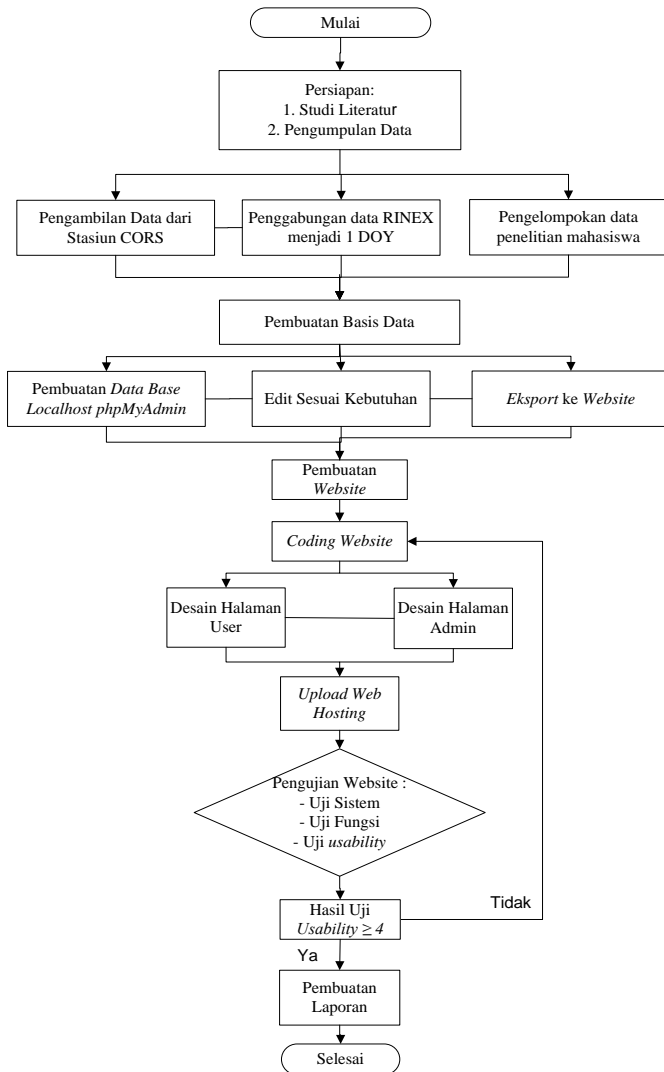 Mulai
Persiapan:
1. Studi Literatur
2. Pengumpulan Data
Pengambilan Data dari
Stasiun CORS
Penggabungan data RINEX
menjadi 1 DOY
Pengelompokan data
penelitian mahasiswa
Pembuatan Basis Data
Pembuatan Data Base
Localhost phpMyAdmin
Edit Sesuai Kebutuhan
Eksport ke Website
Pembuatan
Website
Coding Website
Desain Halaman
User
Desain Halaman
Admin
Upload Web
Hosting
Pengujian Website :
- Uji Sistem
- Uji Fungsi
- Uji usability
Hasil Uji
Usability ≥ 4
Tidak
Ya
Pembuatan
Laporan
Selesai